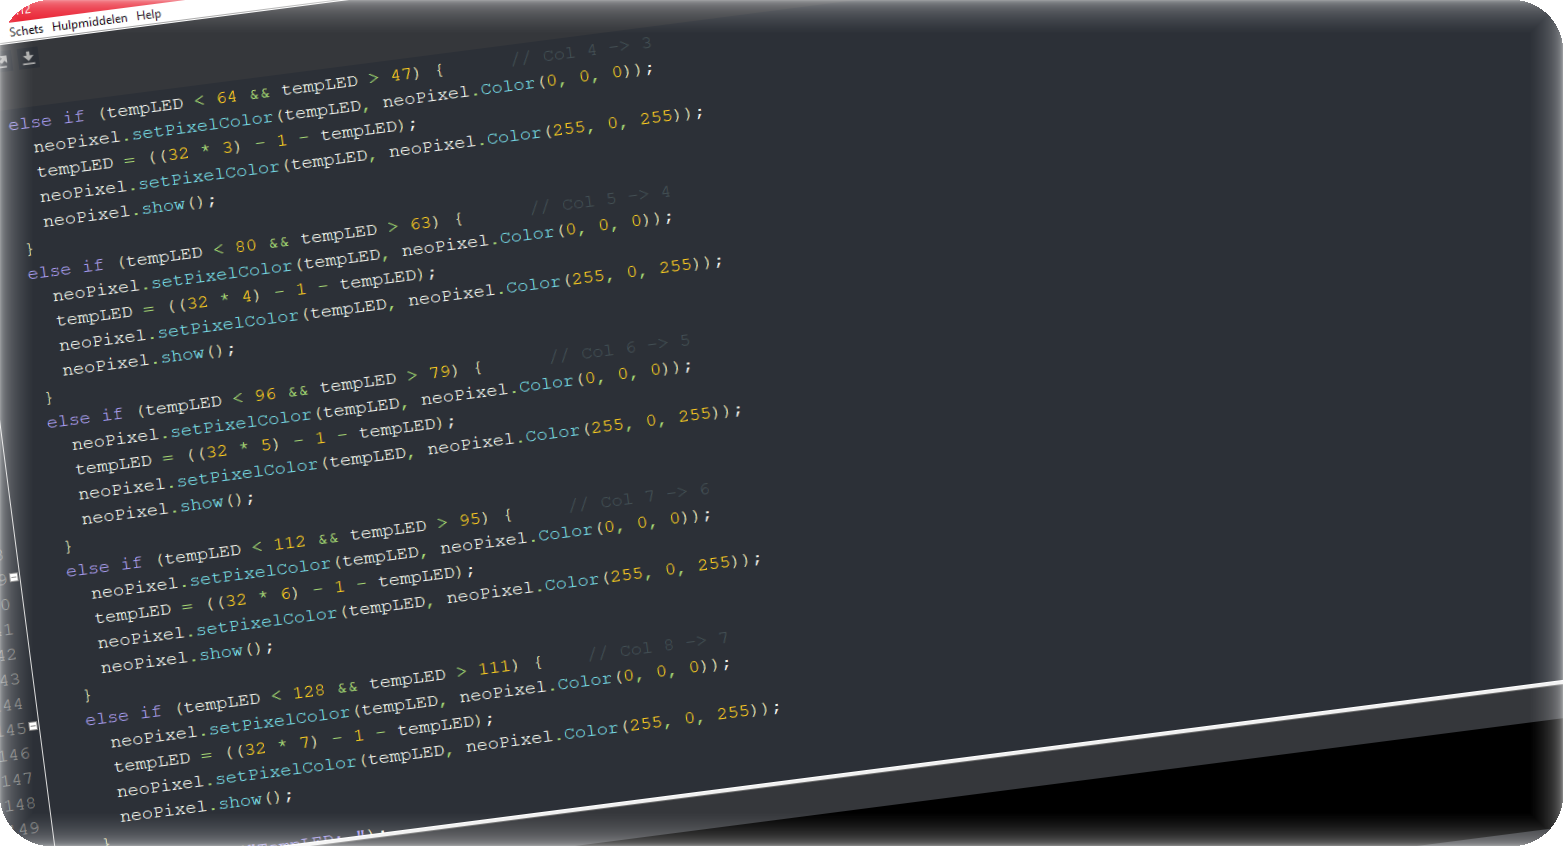 Schets Hulpmiddelen Help
else if (tempLED < 64 && tempLED > 47) { // Col 4 -> 3
neoPixel.setPixelColor(tempLED, neoPixel.Color(0, 0, 0));
tempLED = ((32 * 3) - 1 - tempLED);
neoPixel.setPixelColor(tempLED, neoPixel.Color(255, 0, 255));
neoPixel.show();
}
else if (tempLED < 80 && tempLED > 63) { // Col 5 -> 4
neoPixel.setPixelColor(tempLED, neoPixel.Color(0, 0, 0));
tempLED = ((32 * 4) - 1 - tempLED);
neoPixel.setPixelColor(tempLED, neoPixel.Color(255, 0, 255));
neoPixel.show();
}
else if (tempLED < 96 && tempLED > 79) { // Col 6 -> 5
neoPixel.setPixelColor(tempLED, neoPixel.Color(0, 0, 0));
tempLED = ((32 * 5) - 1 - tempLED);
neoPixel.setPixelColor(tempLED, neoPixel.Color(255, 0, 255));
neoPixel.show();
}
else if (tempLED < 112 && tempLED > 95) { // Col 7 -> 6
neoPixel.setPixelColor(tempLED, neoPixel.Color(0, 0, 0));
tempLED = ((32 * 6) - 1 - tempLED);
neoPixel.setPixelColor(tempLED, neoPixel.Color(255, 0, 255));
neoPixel.show();
}
else if (tempLED < 128 && tempLED > 111) { // Col 8 -> 7
145 neoPixel.setPixelColor(tempLED, neoPixel.Color(0, 0, 0));
146 tempLED = ((32 * 7) - 1 - tempLED);
147 neoPixel.setPixelColor(tempLED, neoPixel.Color(255, 0, 255));
148 neoPixel.show();
}